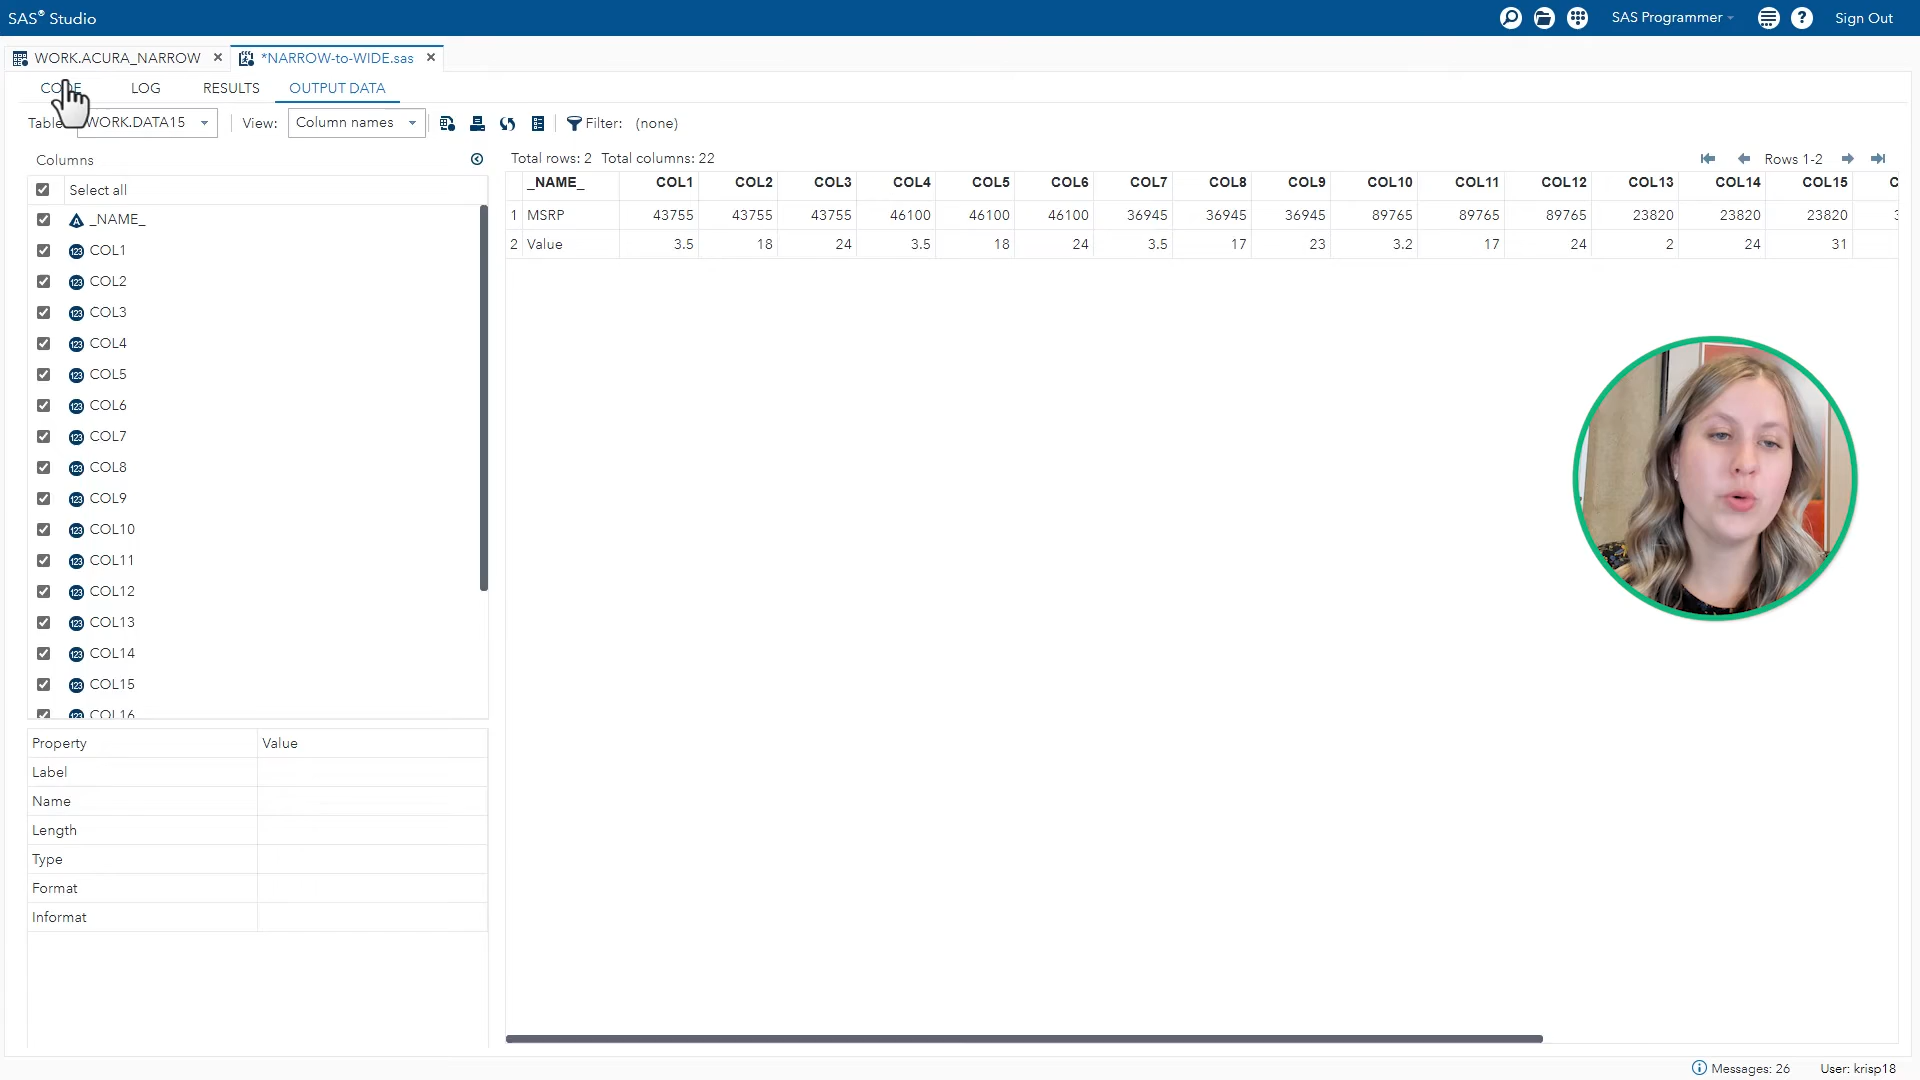 SAS® Studio
SAS Programmer
Sign Out
WORK.ACURA_NARROW
*NARROW-to-WIDE.sas
CODE
LOG
RESULTS
OUTPUT DATA
Table
WORK.DATA15
View:
Column names
Filter: (none)
Columns
Total rows: 2 Total columns: 22
Rows 1-2
Select all
_NAME_
COL1
COL2
COL3
COL4
COL5
COL6
COL7
COL8
COL9
COL10
COL11
COL12
COL13
COL14
COL15
COL16
_NAME_ COL1 COL2 COL3 COL4 COL5 COL6 COL7 COL8 COL9 COL10 COL11 COL12 COL13 COL14 COL15 C
1 MSRP 43755 43755 43755 46100 46100 46100 36945 36945 36945 89765 89765 89765 23820 23820 23820
2 Value 3.5 18 24 3.5 18 24 3.5 17 23 3.2 17 24 2 24 31
Property Value
Label
Name
Length
Type
Format
Informat
Messages: 26
User: krisp18